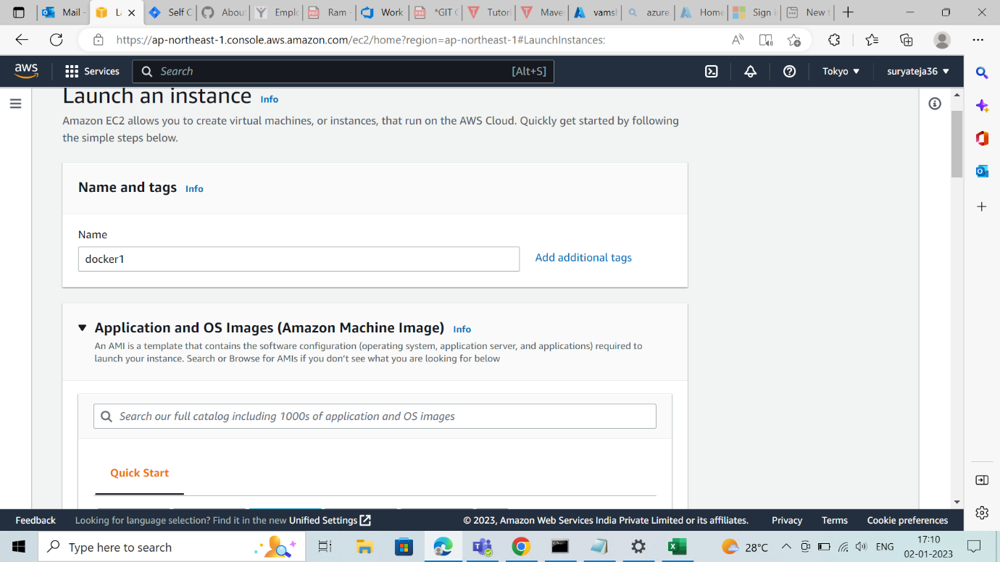 Mail -
La
Self C
About
Emplo
Ram -
Work
*GIT C
Tutori
Mave
vamsh
azure.
Home
Sign i
New t
https://ap-northeast-1.console.aws.amazon.com/ec2/home?region=ap-northeast-1#LaunchInstances:
aws
Services
Search
[Alt+S]
Tokyo
suryateja36
Launch an instance Info
Amazon EC2 allows you to create virtual machines, or instances, that run on the AWS Cloud. Quickly get started by following
the simple steps below.
Name and tags Info
Name
docker1
Add additional tags
Application and OS Images (Amazon Machine Image) Info
An AMI is a template that contains the software configuration (operating system, application server, and applications) required to
launch your instance. Search or Browse for AMIs if you don't see what you are looking for below
Search our full catalog including 1000s of application and OS images
Quick Start
Feedback
Looking for language selection? Find it in the new Unified Settings
© 2023, Amazon Web Services India Private Limited or its affiliates.
Privacy
Terms
Cookie preferences
Type here to search
28°C
ENG
17:10
02-01-2023